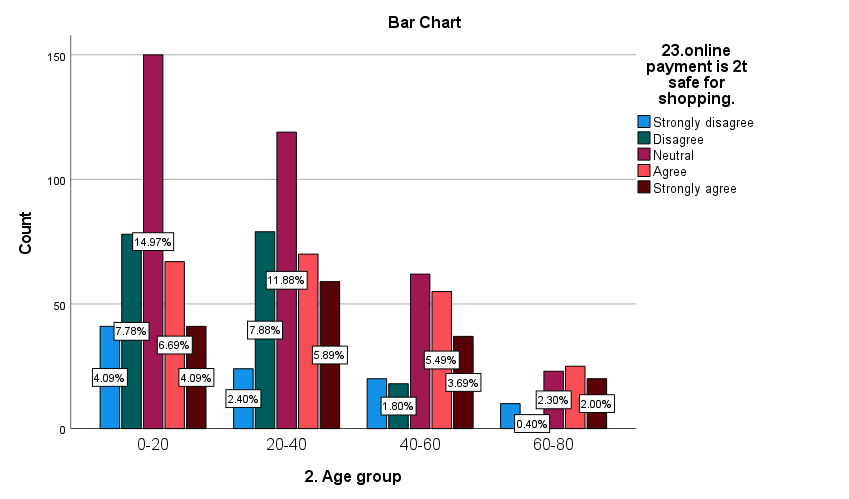 Bar Chart
23.online
payment is 2t
safe for
shopping.
Strongly disagree
Disagree
Neutral
Agree
Strongly agree
Count
150
100
50
0
14.97%
7.78%
6.69%
4.09%
4.09%
11.88%
7.88%
5.89%
2.40%
5.49%
3.69%
1.80%
2.30%
2.00%
0.40%
0-20
20-40
40-60
60-80
2. Age group